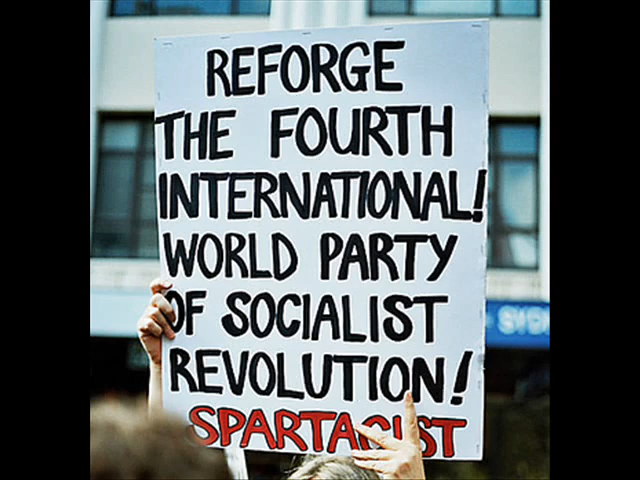 REFORGE
THE FOURTH
INTERNATIONAL!
WORLD PARTY
OF SOCIALIST
REVOLUTION!
SPARTACIST